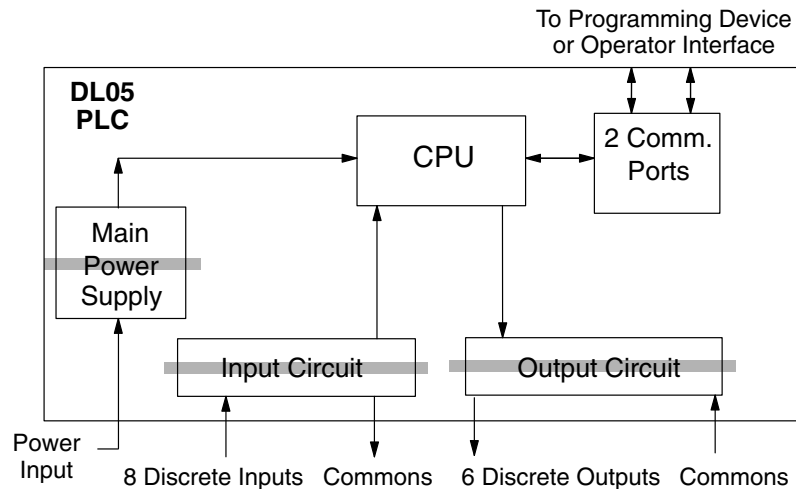 To Programming Device
or Operator Interface
DL05
PLC
CPU
2 Comm.
Ports
Main
Power
Supply
Input Circuit
Output Circuit
Power
Input
8 Discrete Inputs
Commons
6 Discrete Outputs
Commons